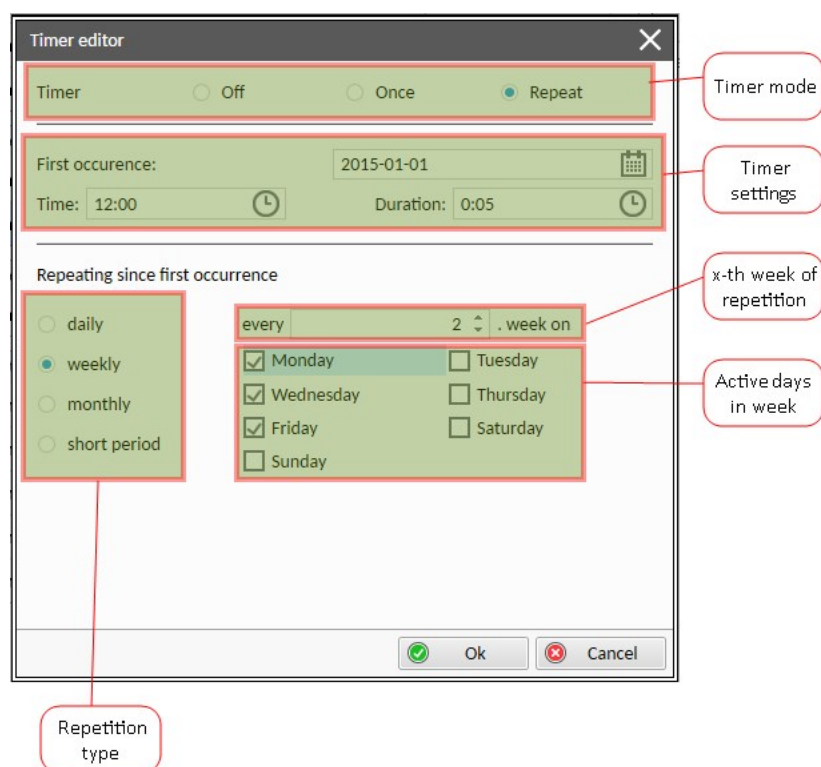 Timer editor
Timer Off Once Repeat
Timer mode
First occurence: 2015-01-01
Time: 12:00 Duration: 0:05
Timer
settings
Repeating since first occurrence
x-th week of
repetition
daily
weekly
monthly
short period
every 2 . week on
Monday Tuesday
Wednesday Thursday
Friday Saturday
Sunday
Active days
in week
Ok Cancel
Repetition
type